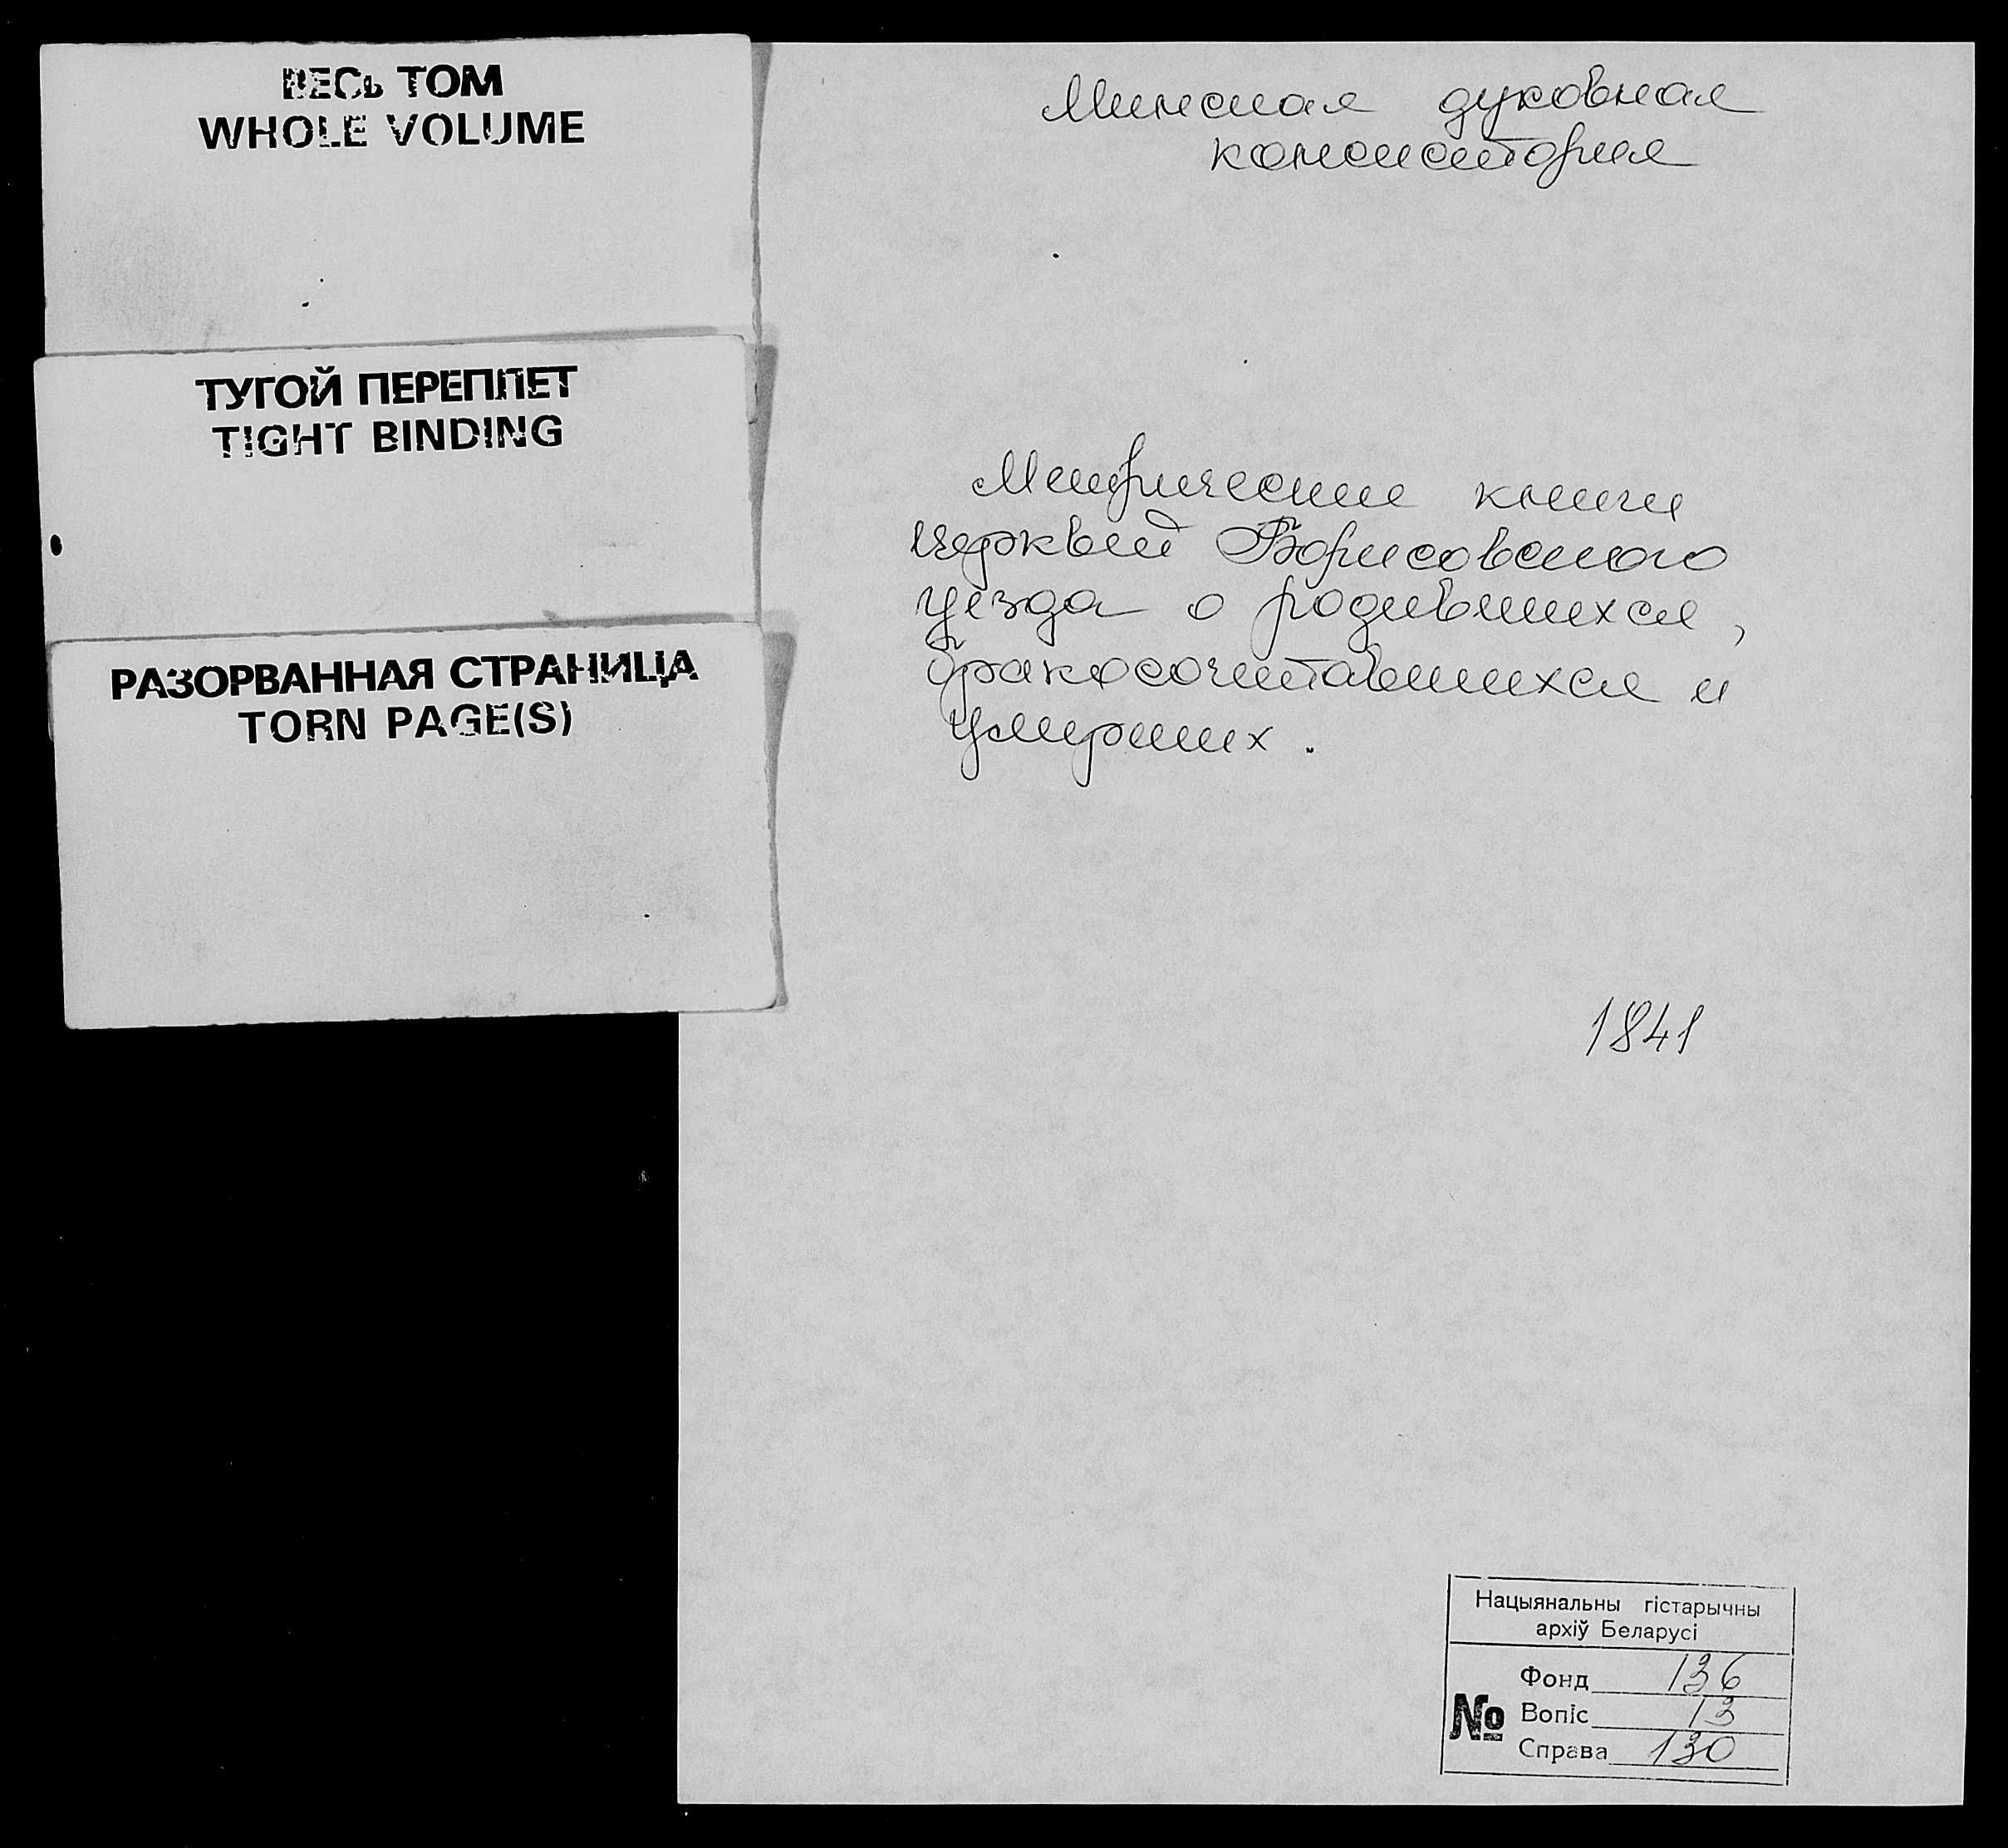 ВЕСЬ ТОМ
WHOLE VOLUME
ТУГОЙ ПЕРЕПЛЕТ
TIGHT BINDING
РАЗОРВАННАЯ СТРАНИЦА
TORN PAGE(S)
Минская духовная
консистория
Метрические книги
церквей Борисовского
уезда о родившихся,
бракосочетавшихся и
умерших.
1841
Нацыянальны гістарычны
архіў Беларусі
Фонд 136
№ Вопіс 13
Справа 130